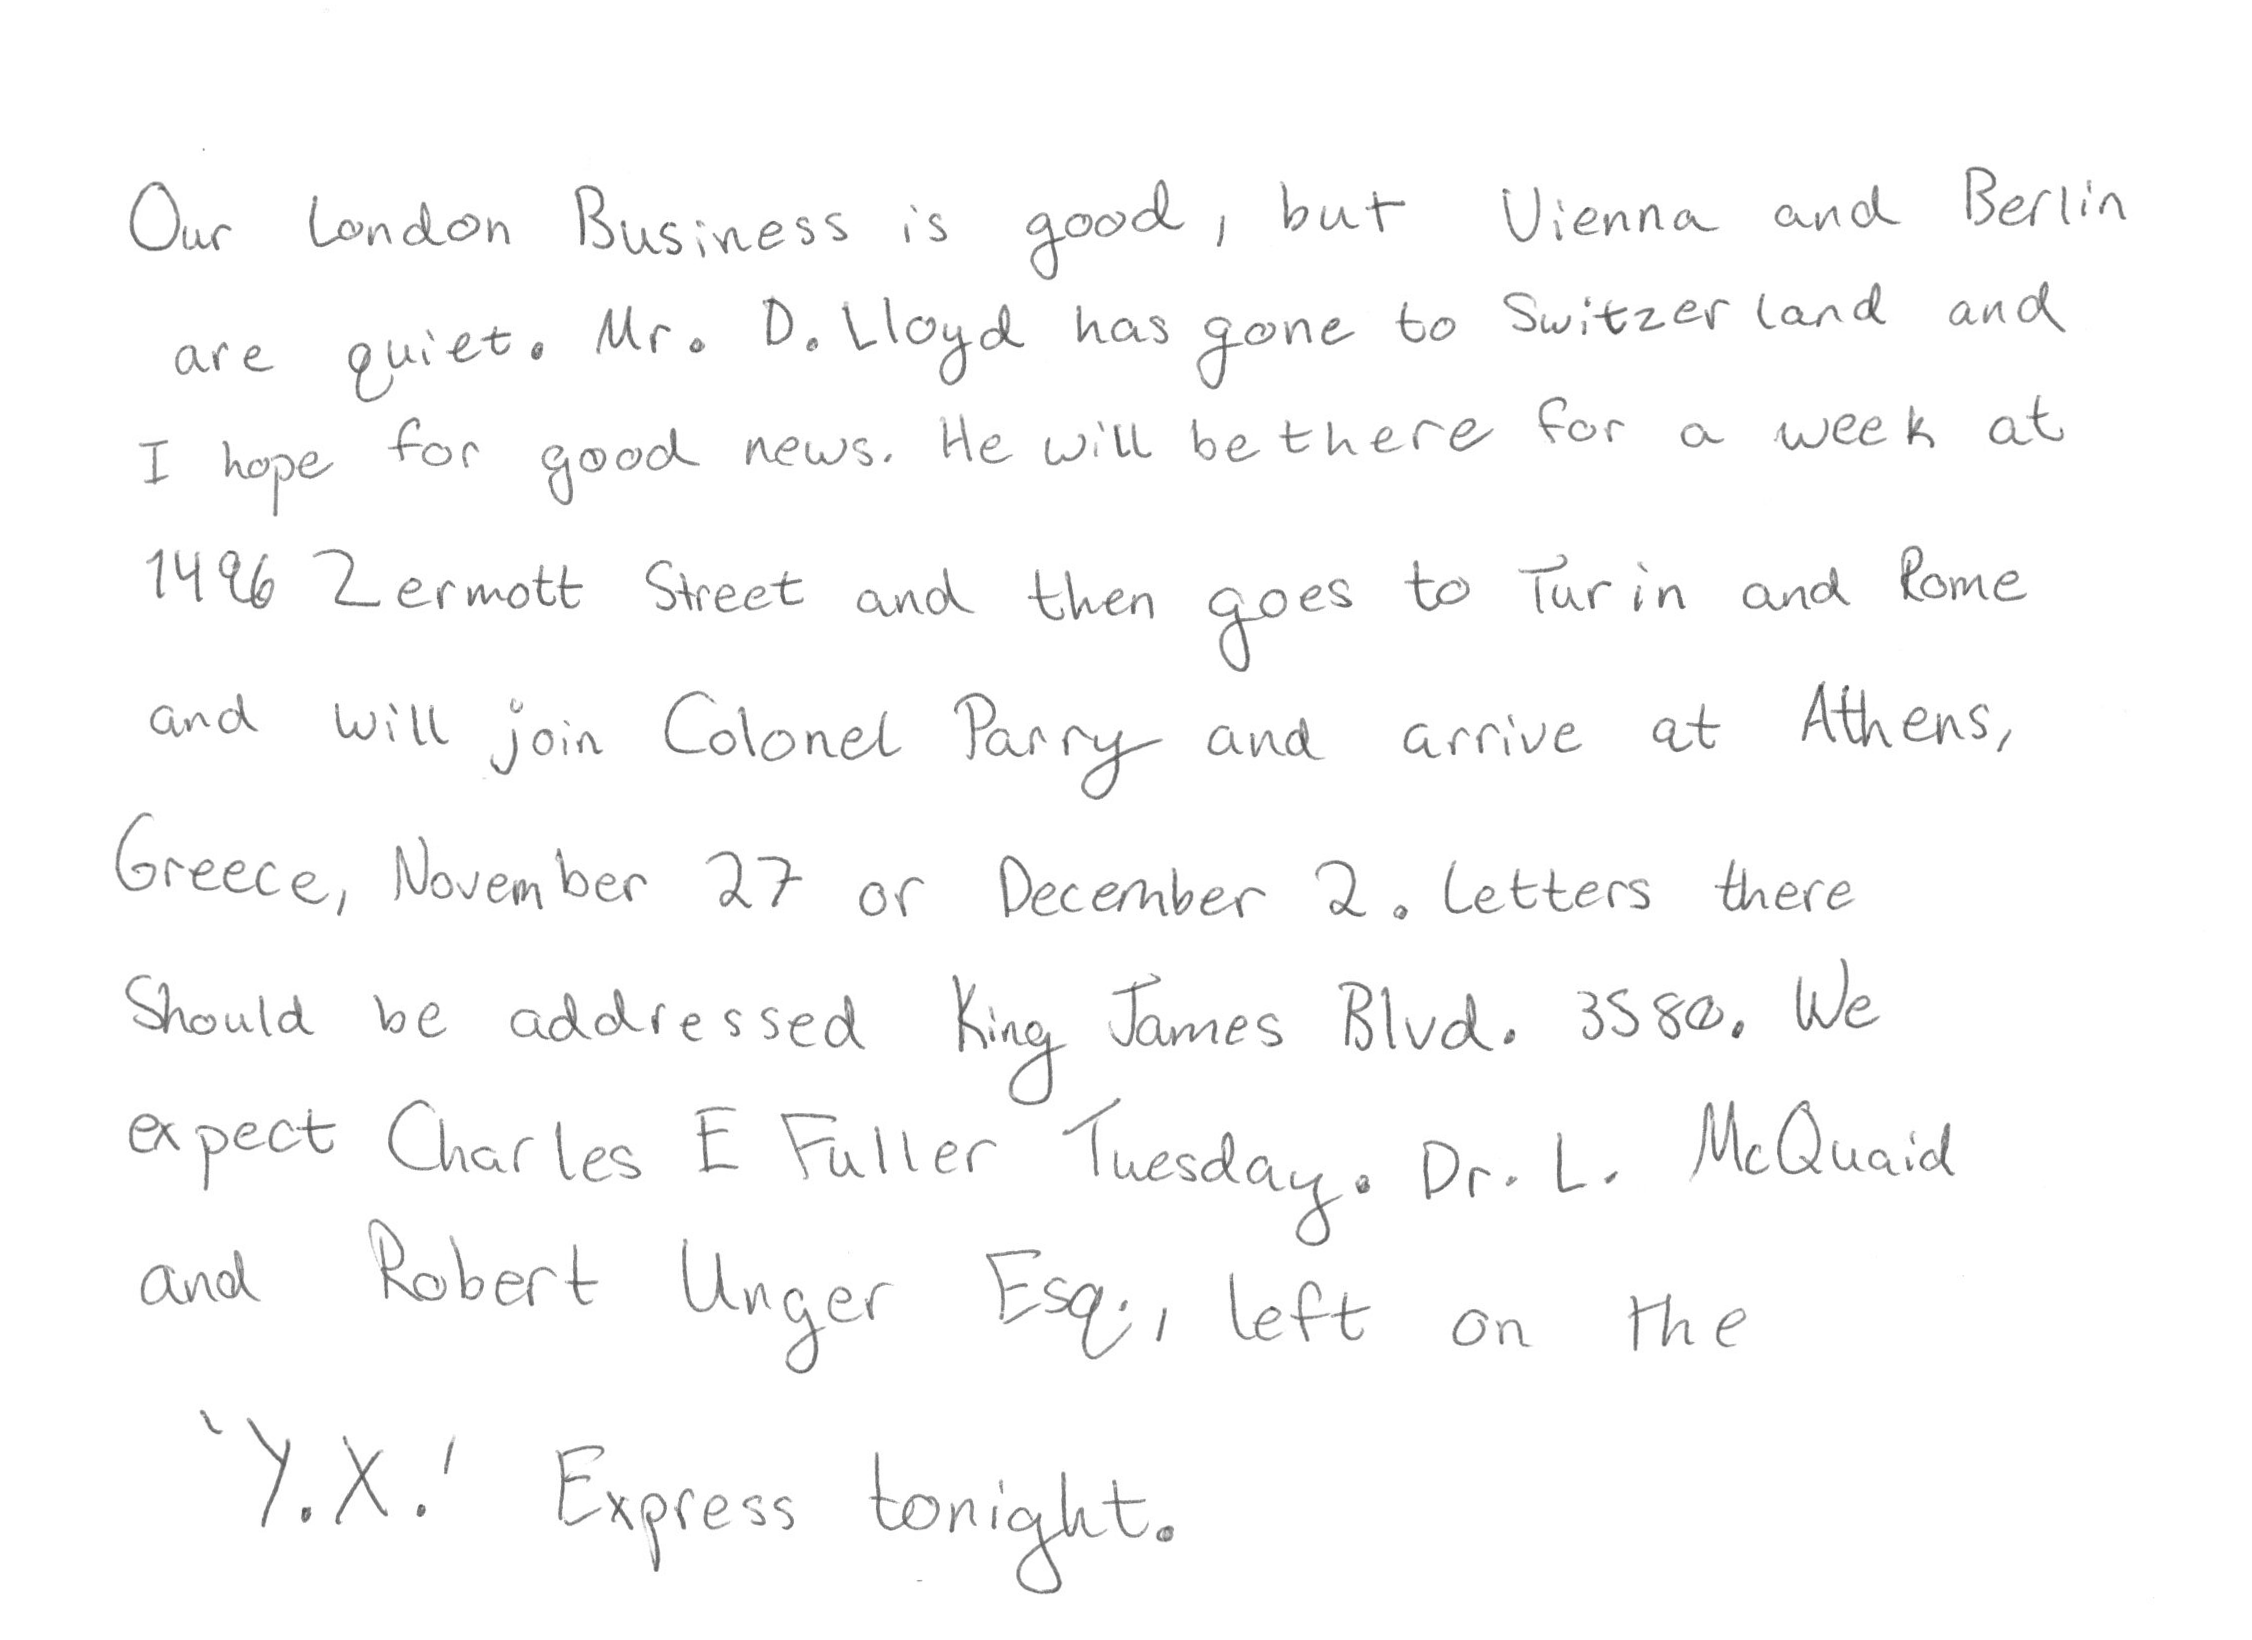 Our London Business is good, but Vienna and Berlin
are quiet. Mr. D. Lloyd has gone to Switzerland and
I hope for good news. He will be there for a week at
1496 Zermott Street and then goes to Turin and Rome
and will join Colonel Parry and arrive at Athens,
Greece, November 27 or December 2. Letters there
Should be addressed King James Blvd. 3580. We
expect Charles E Fuller Tuesday. Dr. L. McQuaid
and Robert Unger Esq., left on the
'Y.X.' Express tonight.